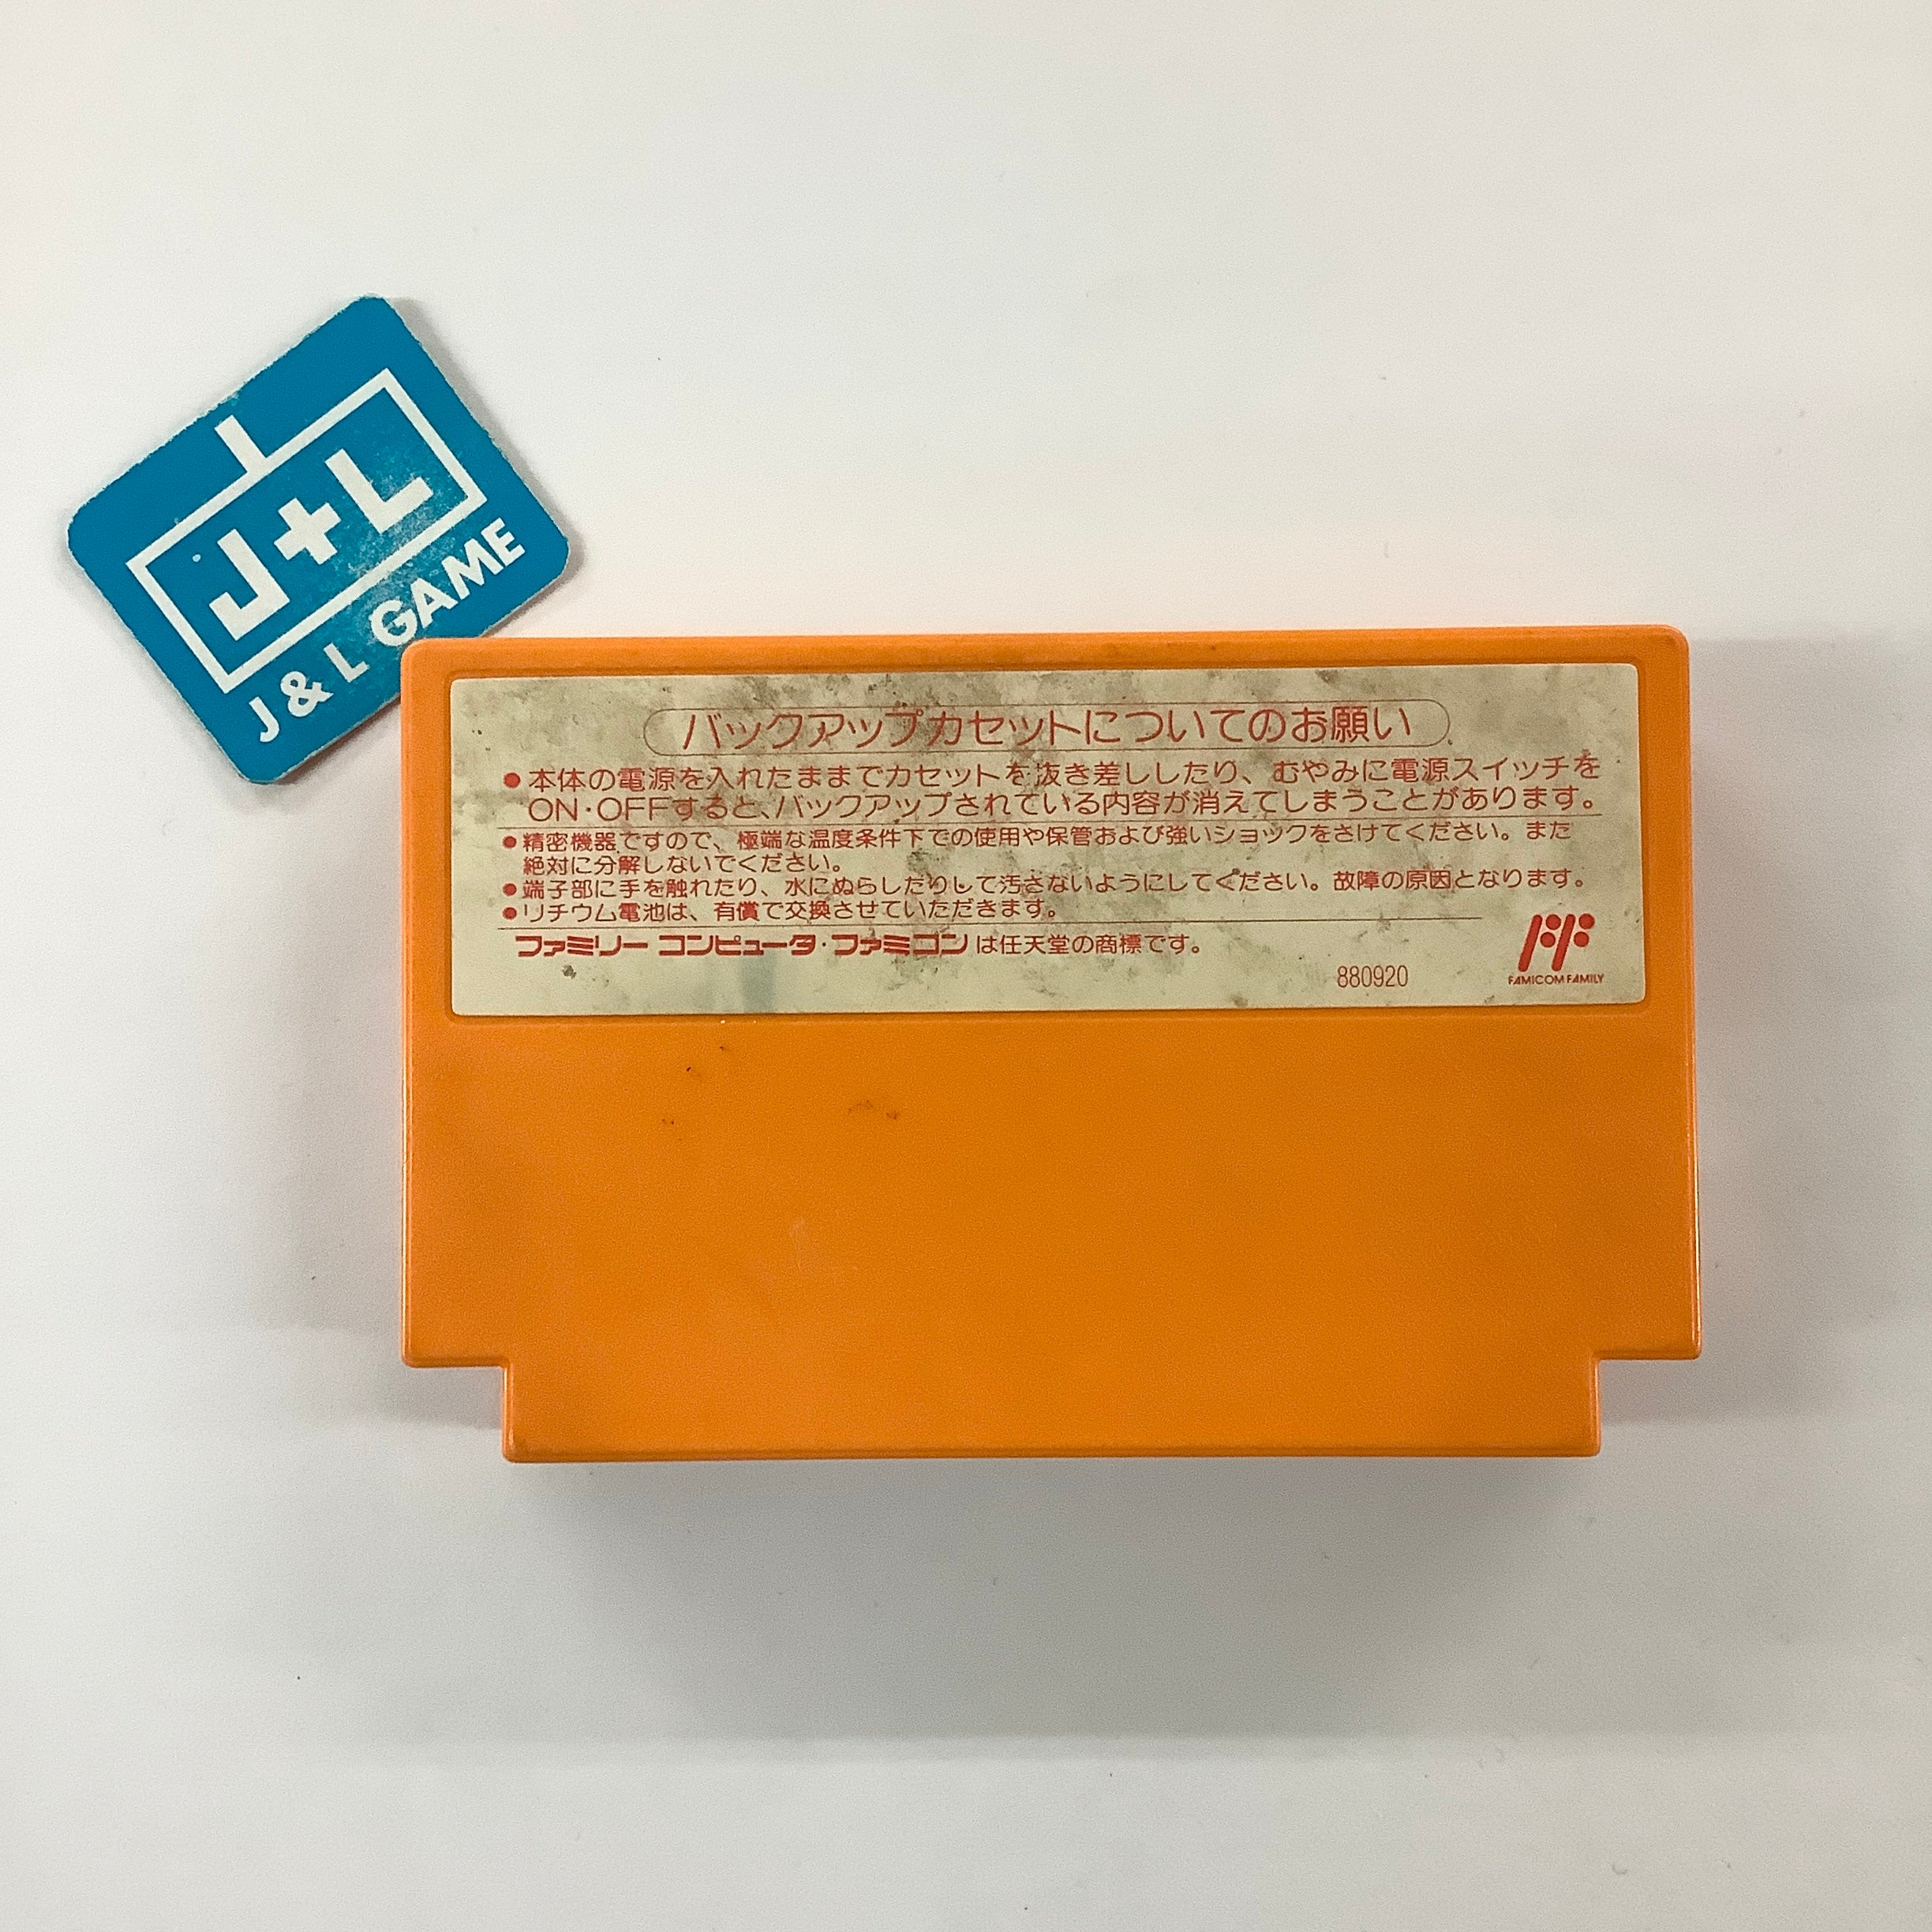 J+L
J & L GAME
バックアップカセットについてのお願い
●本体の電源を入れたままでカセットを抜き差ししたり、むやみに電源スイッチを
ON・OFFすると、バックアップされている内容が消えてしまうことがあります。
●精密機器ですので、極端な温度条件下での使用や保管および強いショックをさけてください。また
絶対に分解しないでください。
●端子部に手を触れたり、水にぬらしたりして汚さないようにしてください。故障の原因となります。
●リチウム電池は、有償で交換させていただきます。
ファミリー コンピュータ・ファミコン は任天堂の商標です。
880920
FAMICOM FAMILY